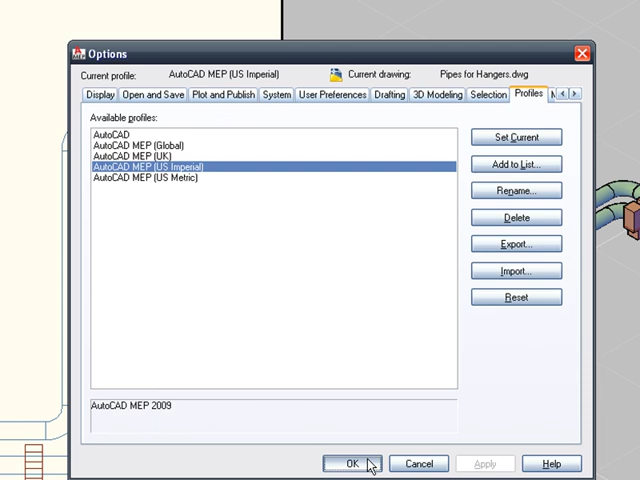 Options
Current profile: AutoCAD MEP (US Imperial) Current drawing: Pipes for Hangers.dwg
Display Open and Save Plot and Publish System User Preferences Drafting 3D Modeling Selection Profiles
Available profiles:
AutoCAD
AutoCAD MEP (Global)
AutoCAD MEP (UK)
AutoCAD MEP (US Imperial)
AutoCAD MEP (US Metric)
Set Current
Add to List...
Rename...
Delete
Export...
Import...
Reset
AutoCAD MEP 2009
OK Cancel Apply Help